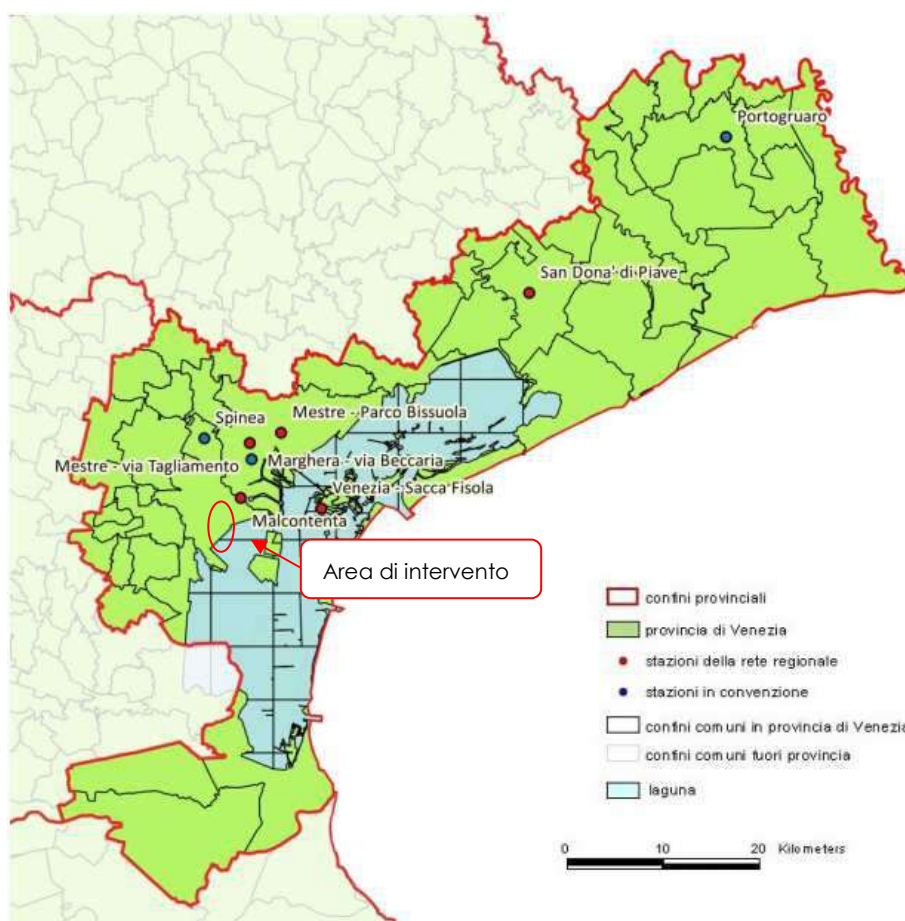 Portogruaro
San Dona' di Piave
Mestre - Parco Bissuola
Spinea
Marghera - via Beccaria
Mestre - via Tagliamento
Venezia - Sacca Fisola
Malcontenta
Area di intervento
confini provinciali
provincia di Venezia
stazioni della rete regionale
stazioni in convenzione
confini comuni in provincia di Venezia
confini comuni fuori provincia
laguna
0 10 20 Kilometers